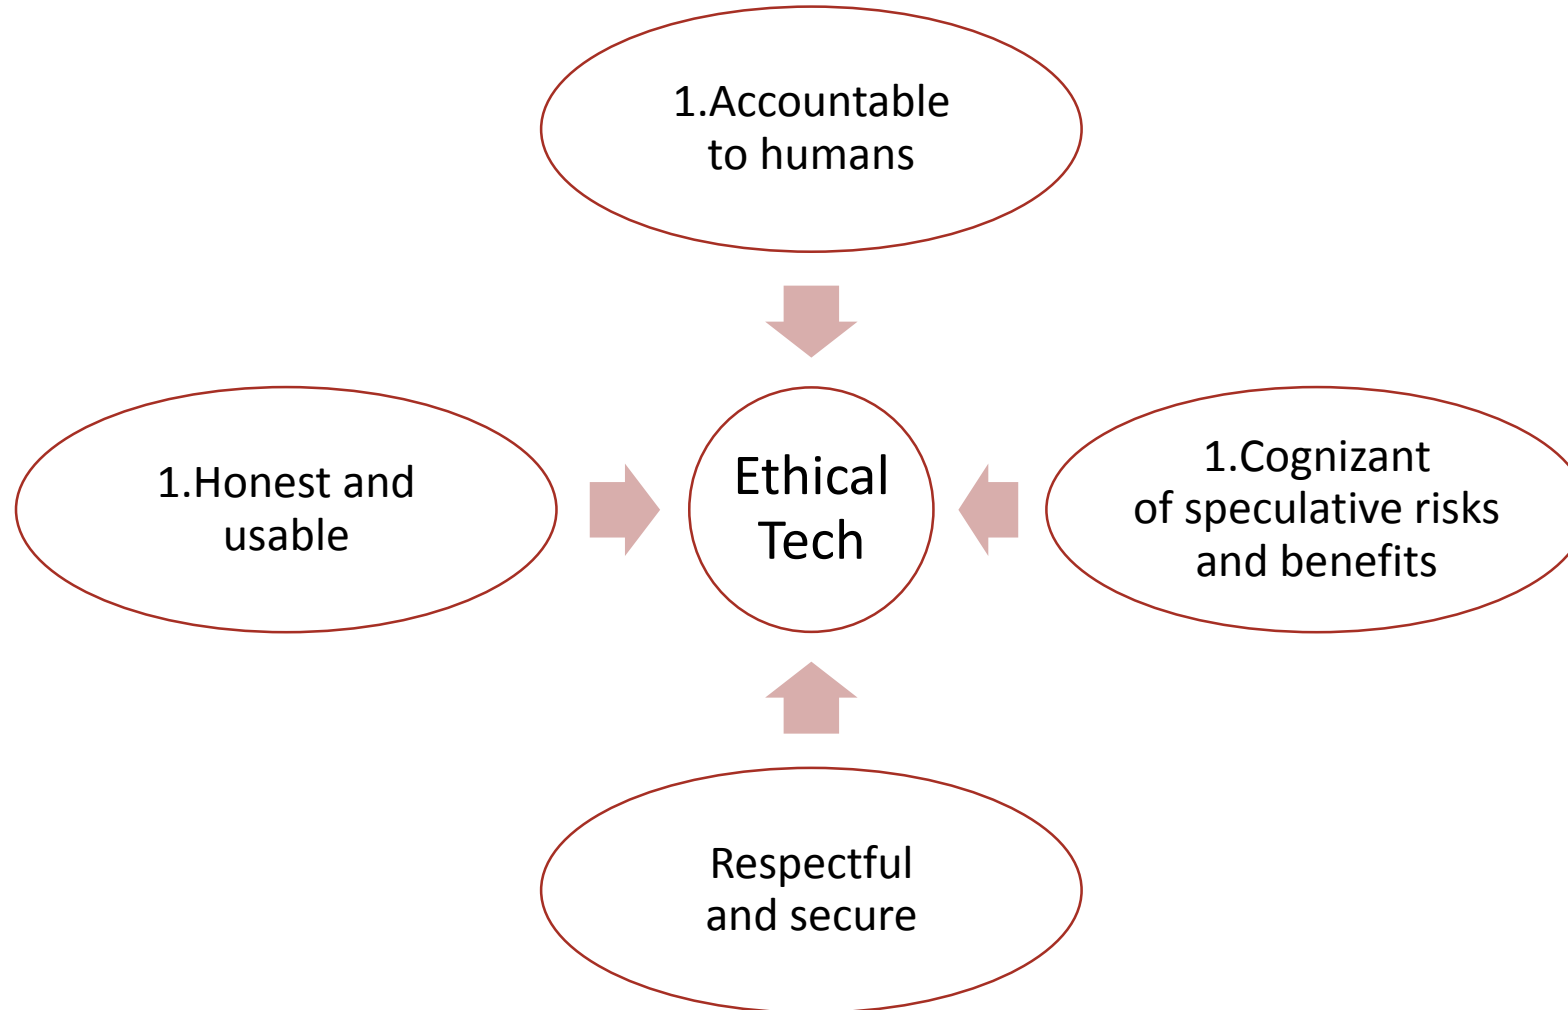 1.Accountable
to humans
1.Honest and
usable
Ethical
Tech
1.Cognizant
of speculative risks
and benefits
Respectful
and secure